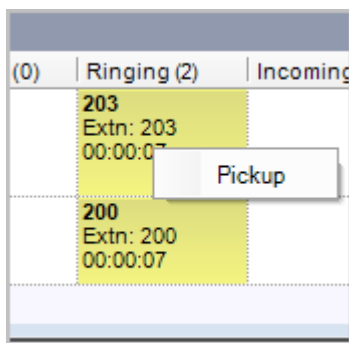 (0) Ringing (2) Incoming
203
Extn: 203
00:00:07
Pickup
200
Extn: 200
00:00:07